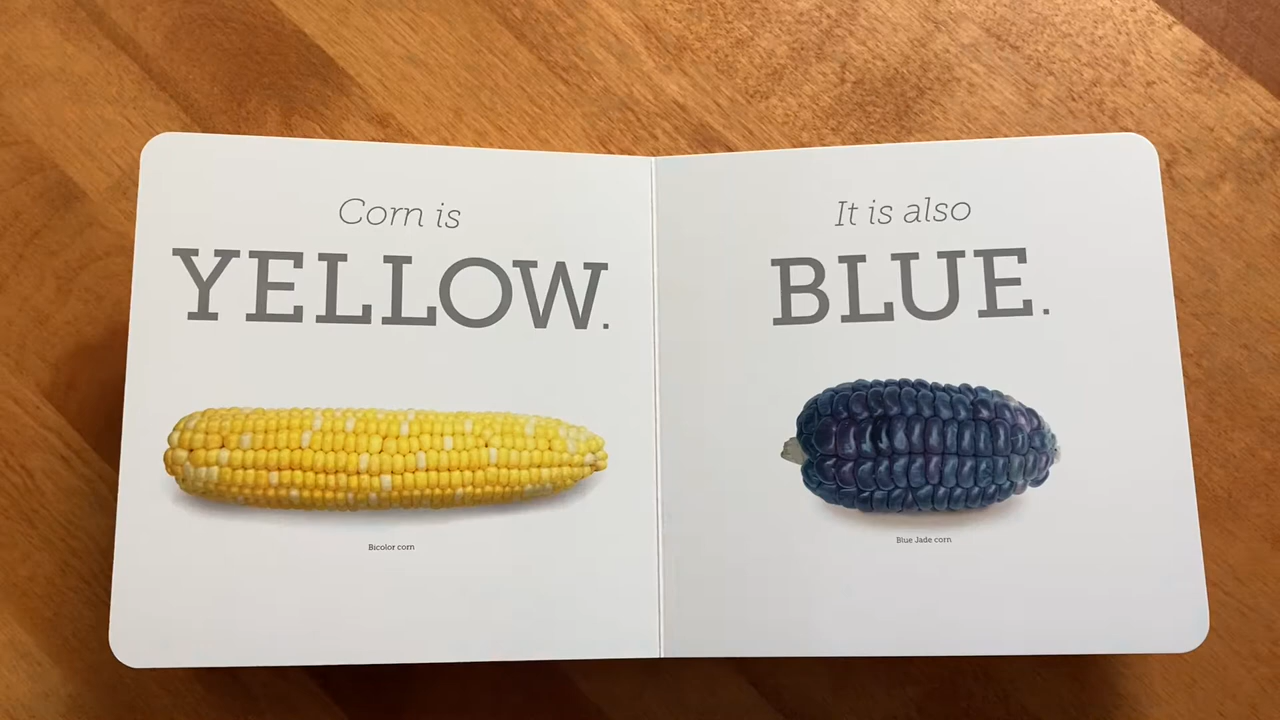 Corn is
YELLOW.
Bicolor corn
It is also
BLUE.
Blue Jade corn